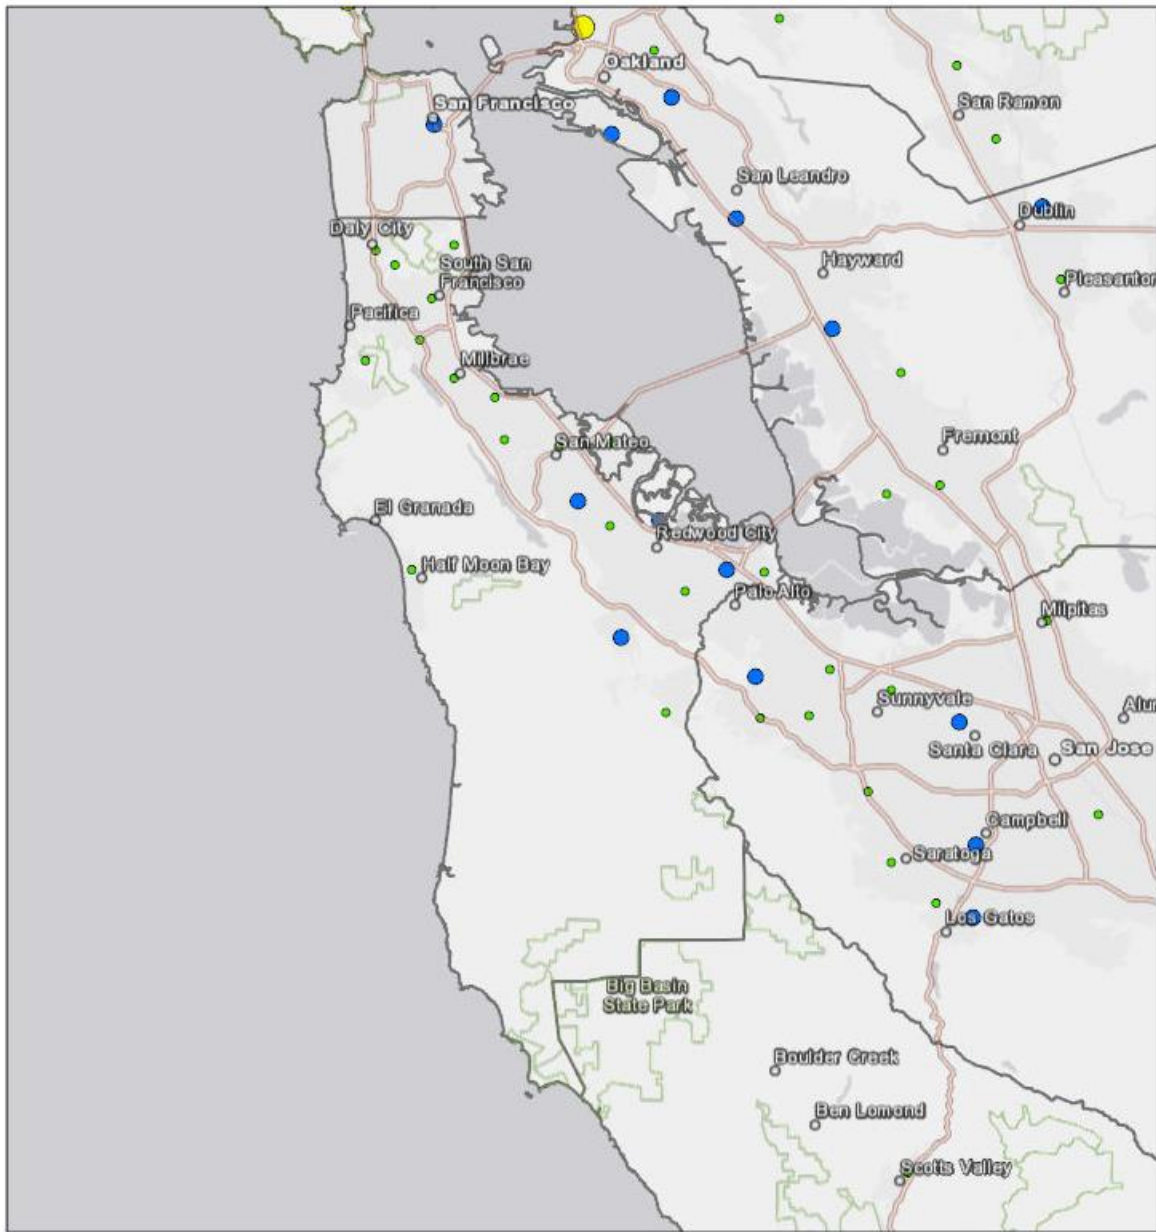 Oakland
San Francisco
San Ramon
San Leandro
Dublin
Daly City
South San
Francisco
Hayward
Pleasanton
Pacifica
Millbrae
Fremont
San Mateo
El Granada
Redwood City
Half Moon Bay
Palo Alto
Milpitas
Sunnyvale
Alum
Santa Clara
San Jose
Campbell
Saratoga
Los Gatos
Big Basin
State Park
Boulder Creek
Ben Lomond
Scotts Valley